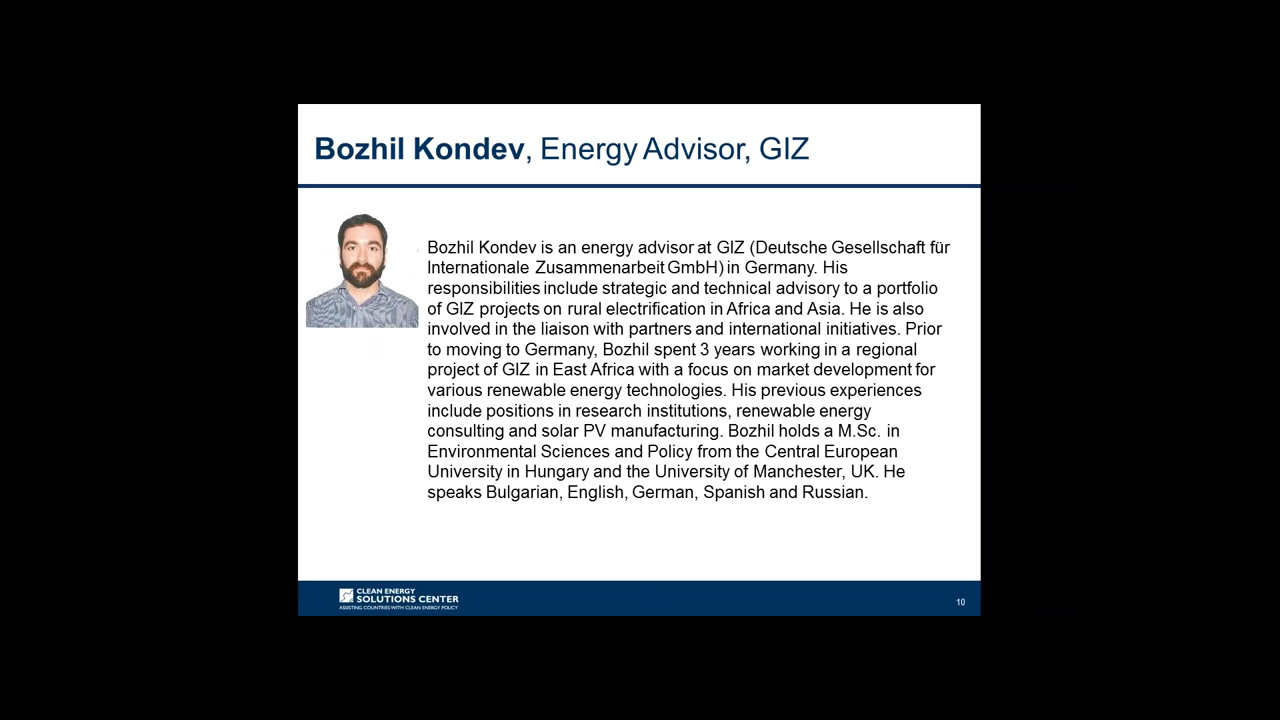 Bozhil Kondev, Energy Advisor, GIZ
Bozhil Kondev is an energy advisor at GIZ (Deutsche Gesellschaft für
Internationale Zusammenarbeit GmbH) in Germany. His
responsibilities include strategic and technical advisory to a portfolio
of GIZ projects on rural electrification in Africa and Asia. He is also
involved in the liaison with partners and international initiatives. Prior
to moving to Germany, Bozhil spent 3 years working in a regional
project of GIZ in East Africa with a focus on market development for
various renewable energy technologies. His previous experiences
include positions in research institutions, renewable energy
consulting and solar PV manufacturing. Bozhil holds a M.Sc. in
Environmental Sciences and Policy from the Central European
University in Hungary and the University of Manchester, UK. He
speaks Bulgarian, English, German, Spanish and Russian.
CLEAN ENERGY
SOLUTIONS CENTER
ASSISTING COUNTRIES WITH CLEAN ENERGY POLICY
10